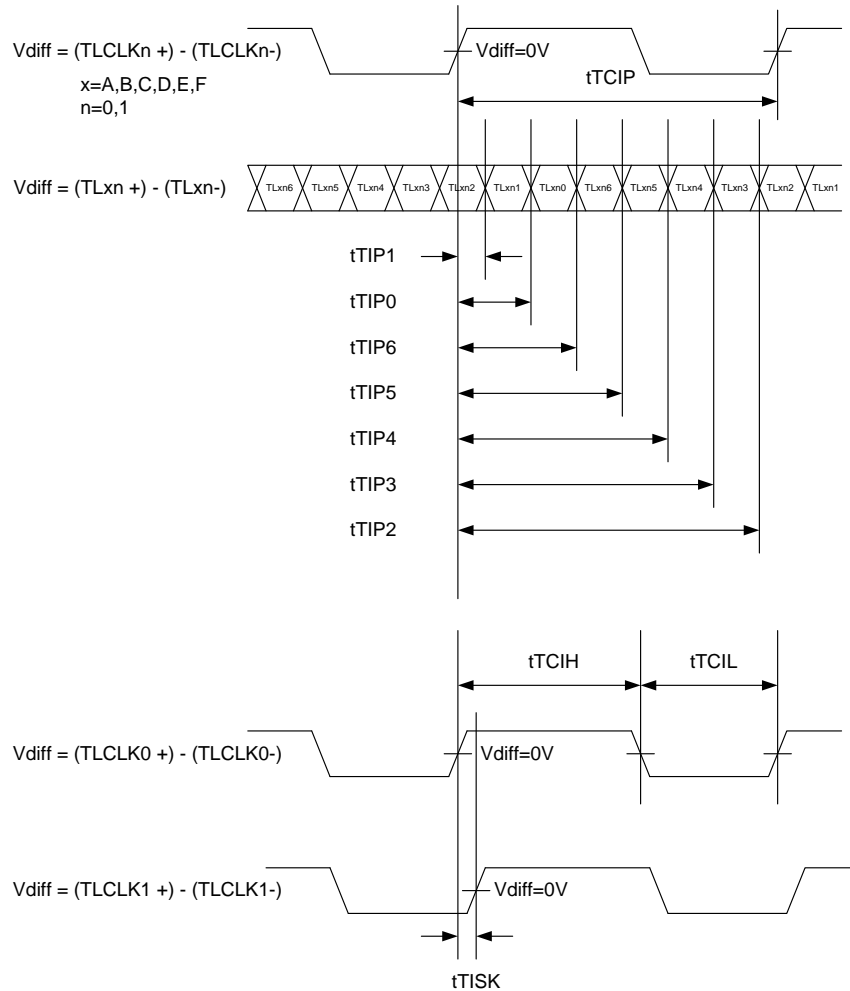 Vdiff = (TLCLKn +) - (TLCLKn-)
Vdiff=0V
x=A,B,C,D,E,F
n=0,1
tTCIP
Vdiff = (TLxn +) - (TLxn-)
TLxn6 TLxn5 TLxn4 TLxn3 TLxn2 TLxn1 TLxn0 TLxn6 TLxn5 TLxn4 TLxn3 TLxn2 TLxn1
tTIP1
tTIP0
tTIP6
tTIP5
tTIP4
tTIP3
tTIP2
tTCIH tTCIL
Vdiff = (TLCLK0 +) - (TLCLK0-)
Vdiff=0V
Vdiff = (TLCLK1 +) - (TLCLK1-)
Vdiff=0V
tTISK